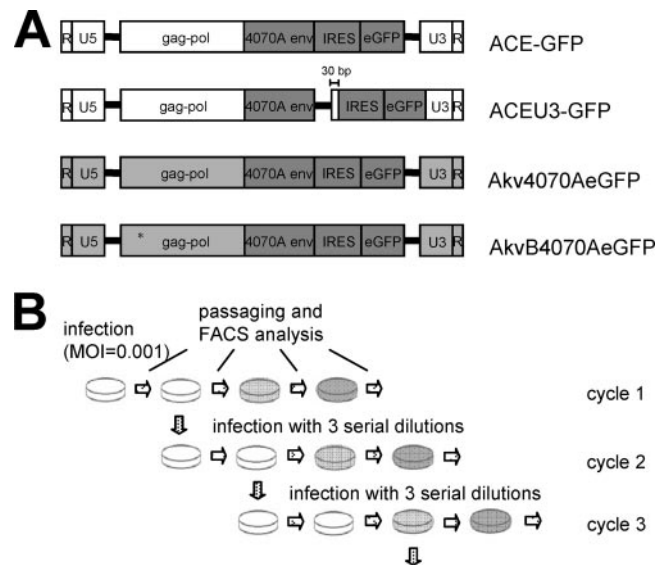 A
R U5 gag-pol 4070A env IRES eGFP U3 R ACE-GFP
30 bp
R U5 gag-pol 4070A env IRES eGFP U3 R ACEU3-GFP
R U5 gag-pol 4070A env IRES eGFP U3 R Akv4070AeGFP
R U5 * gag-pol 4070A env IRES eGFP U3 R AkvB4070AeGFP
B
infection
(MOI=0.001)
passaging and
FACS analysis
cycle 1
infection with 3 serial dilutions
cycle 2
infection with 3 serial dilutions
cycle 3